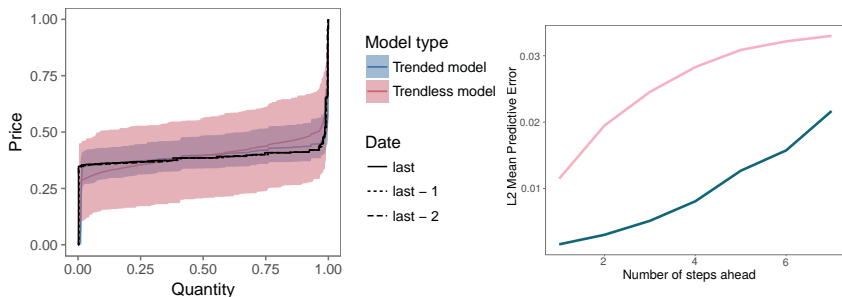 1.00
0.75
0.50
0.25
0.00
Price
0.00 0.25 0.50 0.75 1.00
Quantity
Model type
Trended model
Trendless model
Date
last
last - 1
last - 2
0.03
0.02
0.01
L2 Mean Predictive Error
2 4 6
Number of steps ahead